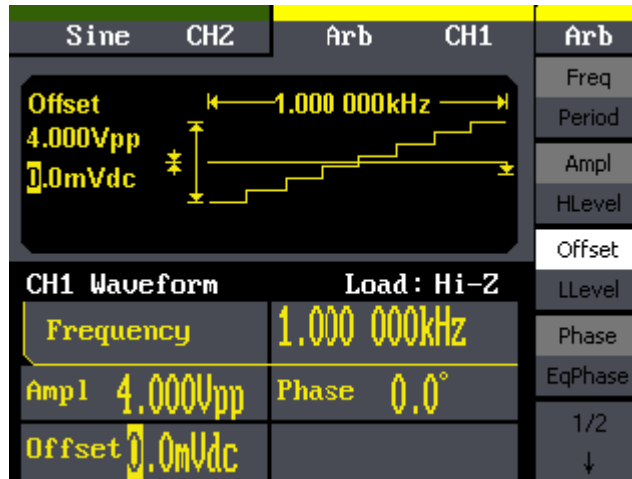 Sine CH2 Arb CH1 Arb
Freq
Period
Ampl
HLevel
Offset
LLevel
Phase
EqPhase
1/2
↓
Offset 1.000 000kHz
4.000Vpp
0.0mVdc
CH1 Waveform Load: Hi-Z
Frequency 1.000 000kHz
Ampl 4.000Vpp Phase 0.0°
Offset 0.0mVdc